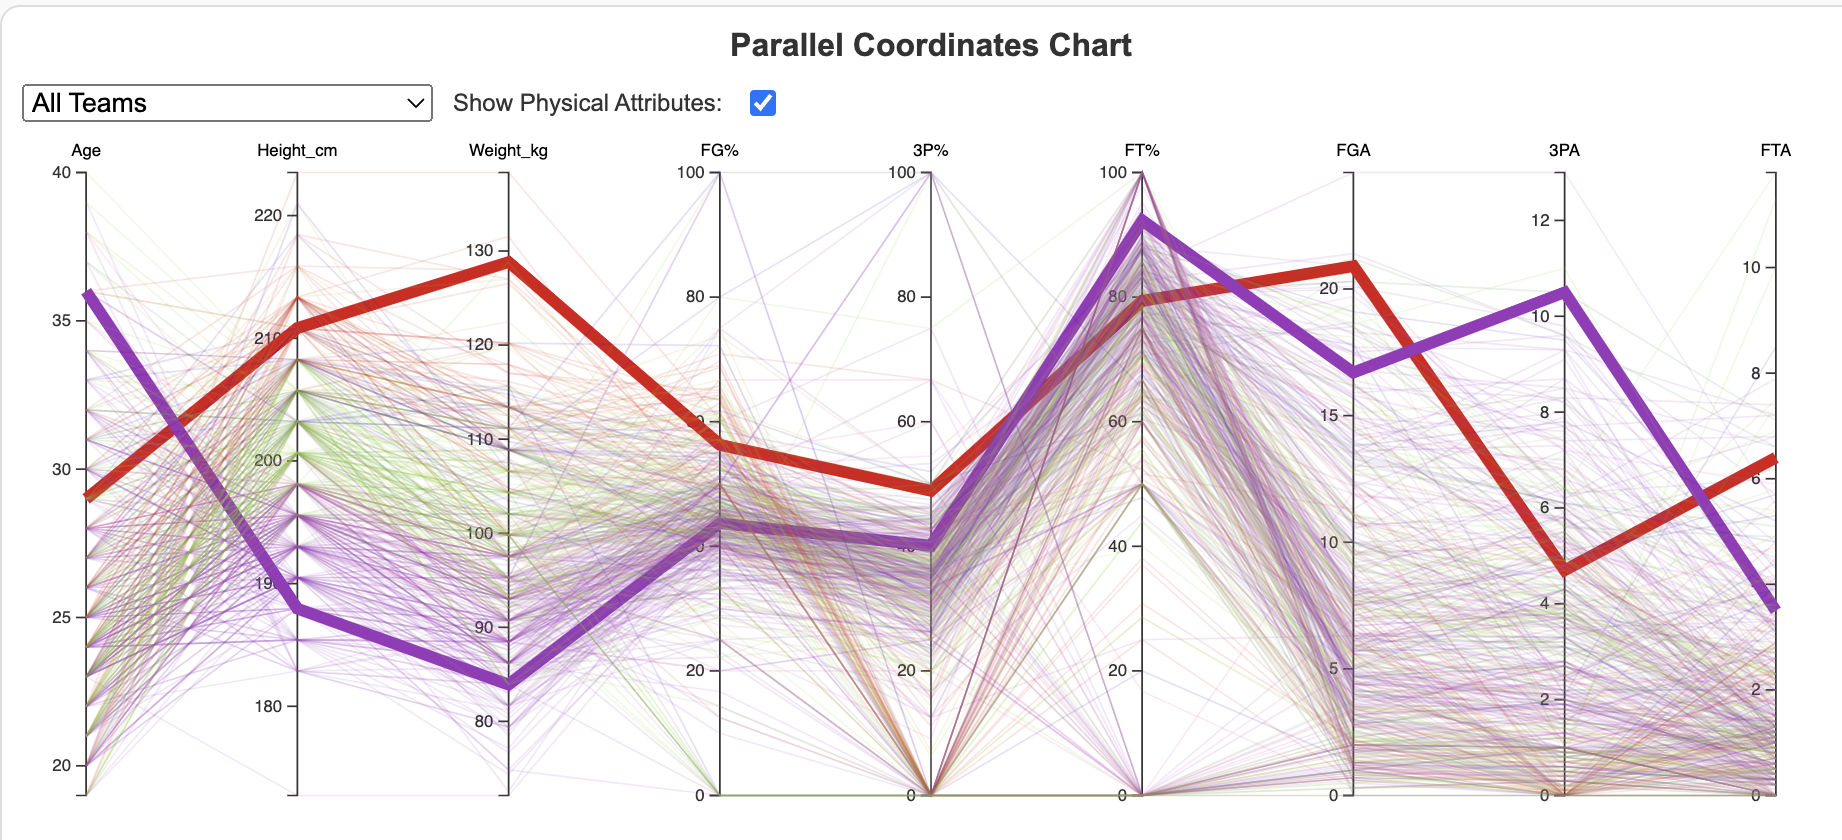 Parallel Coordinates Chart
All Teams
Show Physical Attributes:
Age Height_cm Weight_kg FG% 3P% FT% FGA 3PA FTA
40 35 30 25 20
220 210 200 190 180
130 120 110 100 90 80
100 80 20 0
100 80 60 40 20 0
100 80 60 40 20 0
20 15 10 5 0
12 10 8 6 4 2 0
10 8 6 2 0